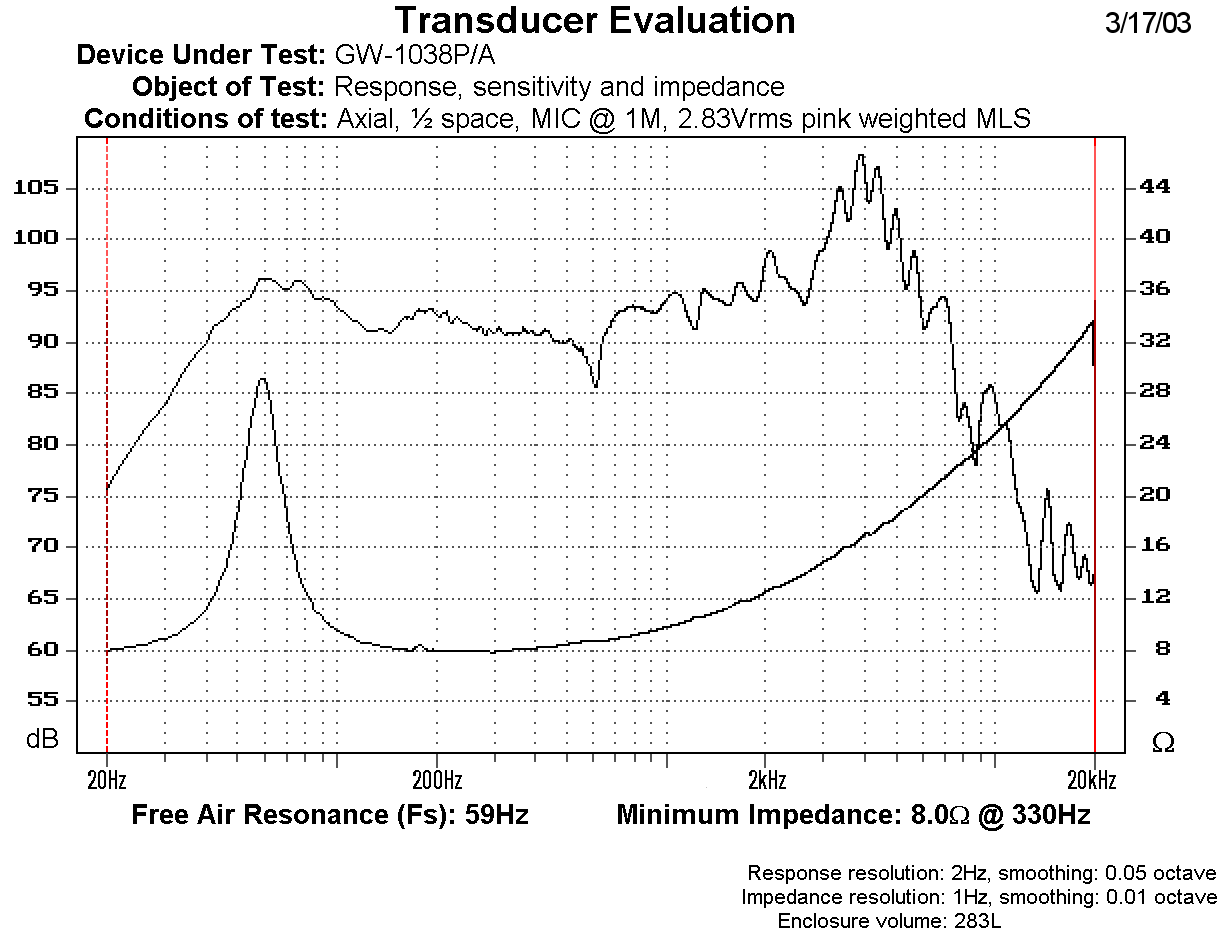 Transducer Evaluation 3/17/03
Device Under Test: GW-1038P/A
Object of Test: Response, sensitivity and impedance
Conditions of test: Axial, ½ space, MIC @ 1M, 2.83Vrms pink weighted MLS
105 44
100 40
95 36
90 32
85 28
80 24
75 20
70 16
65 12
60 8
55 4
dB Ω
20Hz 200Hz 2kHz 20kHz
Free Air Resonance (Fs): 59Hz Minimum Impedance: 8.0Ω @ 330Hz
Response resolution: 2Hz, smoothing: 0.05 octave
Impedance resolution: 1Hz, smoothing: 0.01 octave
Enclosure volume: 283L